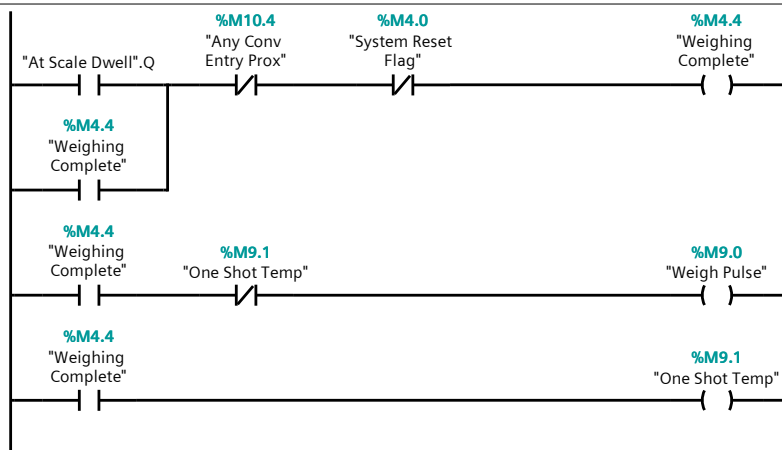 %M10.4
%M4.0
%M4.4
"Any Conv
"System Reset
"Weighing
"At Scale Dwell".Q
Entry Prox"
Flag"
Complete"
%M4.4
"Weighing
Complete"
%M4.4
"Weighing
%M9.1
%M9.0
Complete"
"One Shot Temp"
"Weigh Pulse"
%M4.4
"Weighing
%M9.1
Complete"
"One Shot Temp"